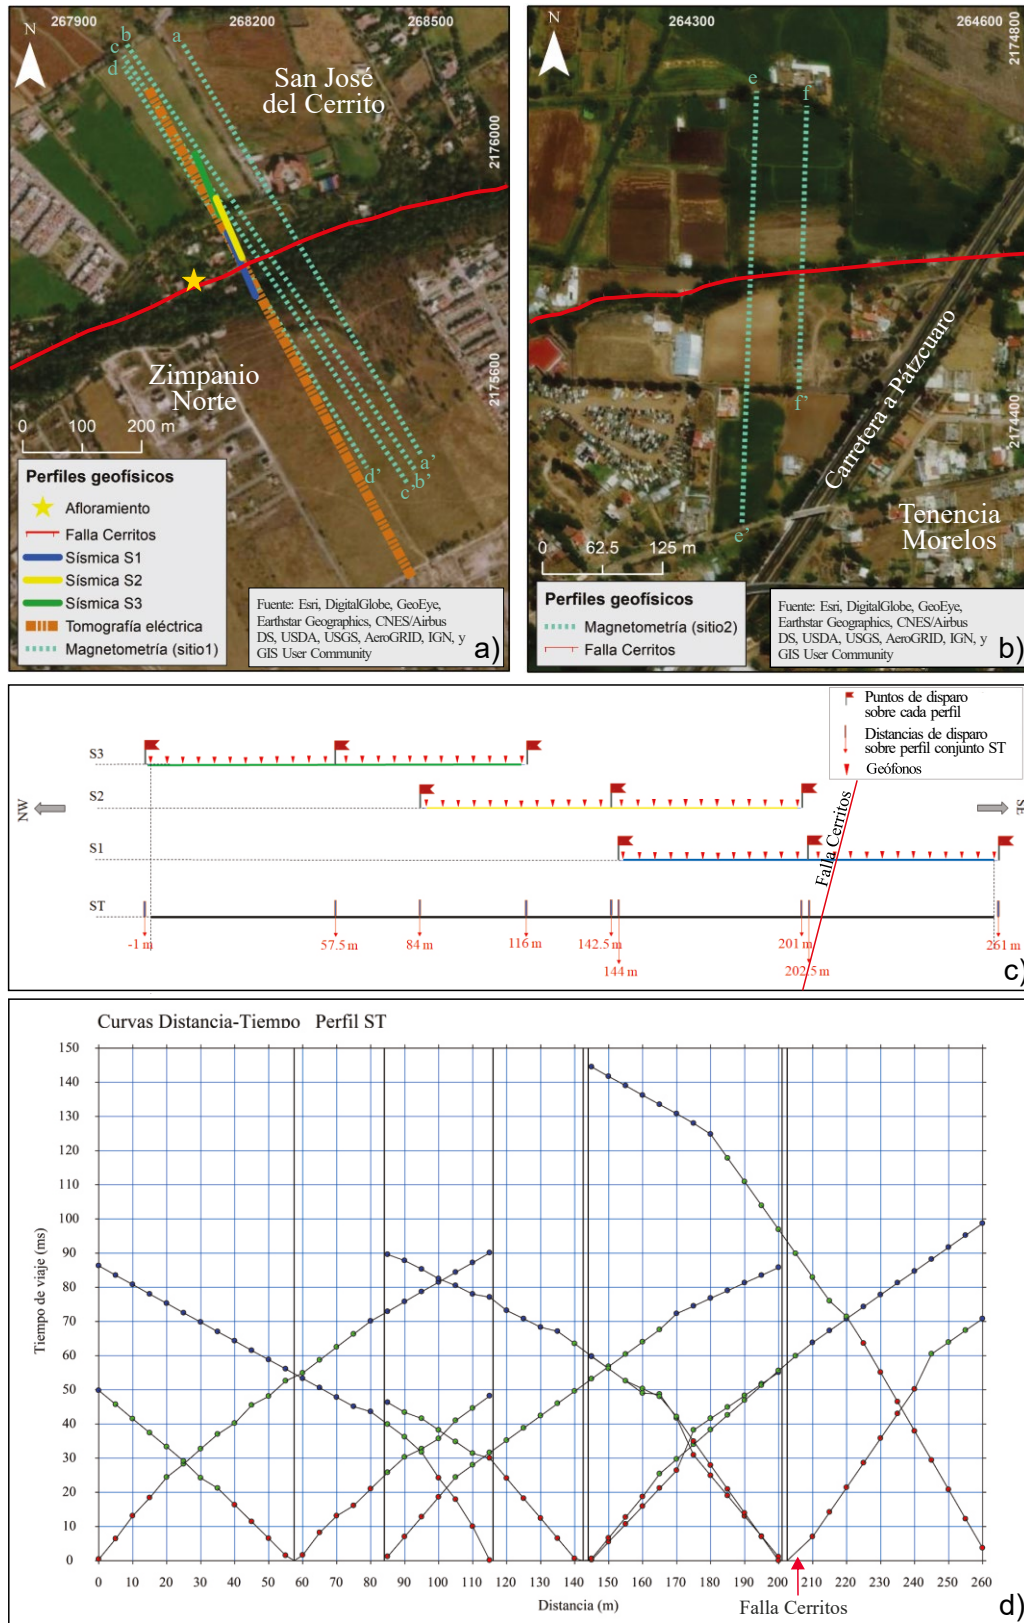 267900
268200
268500
N
b
a
c
d
San José
del Cerrito
2176000
2175600
Zimpanio
Norte
0 100 200 m
a'
b'
c'
d'
Perfiles geofísicos
Afloramiento
Falla Cerritos
Sísmica S1
Sísmica S2
Sísmica S3
Tomografía eléctrica
Magnetometría (sitio1)
Fuente: Esri, DigitalGlobe, GeoEye,
Earthstar Geographics, CNES/Airbus
DS, USDA, USGS, AeroGRID, IGN, y
GIS User Community
a)
264300
264600
2174800
N
e
f
f'
e'
2174400
Carretera a Pátzcuaro
Tenencia
Morelos
0 62.5 125 m
Perfiles geofísicos
Magnetometría (sitio2)
Falla Cerritos
Fuente: Esri, DigitalGlobe, GeoEye,
Earthstar Geographics, CNES/Airbus
DS, USDA, USGS, AeroGRID, IGN, y
GIS User Community
b)
Puntos de disparo
sobre cada perfil
Distancias de disparo
sobre perfil conjunto ST
Geófonos
S3
S2
S1
ST
NW
SE
Falla Cerritos
-1 m
57.5 m
84 m
116 m
142.5 m
144 m
201 m
202.5 m
261 m
c)
Curvas Distancia-Tiempo Perfil ST
150
140
130
120
110
100
90
80
70
60
50
40
30
20
10
0
Tiempo de viaje (ms)
0 10 20 30 40 50 60 70 80 90 100 110 120 130 140 150 160 170 180 190 200 210 220 230 240 250 260
Distancia (m)
Falla Cerritos
d)